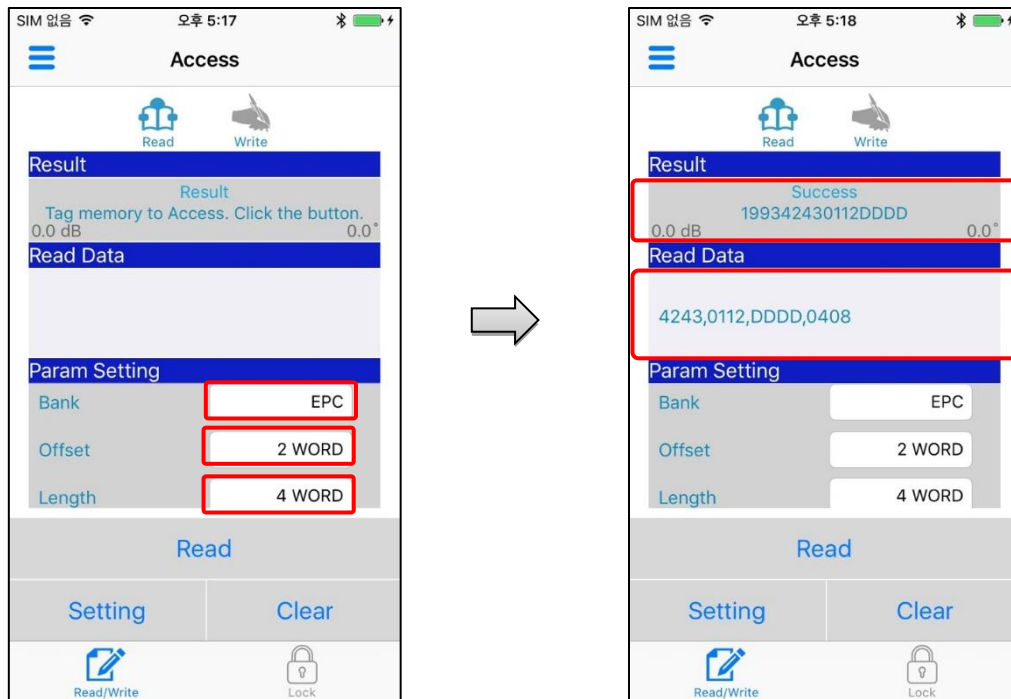 SIM 없음 오후 5:17
Access
Read Write
Result
Result
Tag memory to Access. Click the button.
0.0 dB 0.0°
Read Data
Param Setting
Bank EPC
Offset 2 WORD
Length 4 WORD
Read
Setting Clear
Read/Write Lock
SIM 없음 오후 5:18
Access
Read Write
Result
Success
199342430112DDDD
0.0 dB 0.0°
Read Data
4243,0112,DDDD,0408
Param Setting
Bank EPC
Offset 2 WORD
Length 4 WORD
Read
Setting Clear
Read/Write Lock